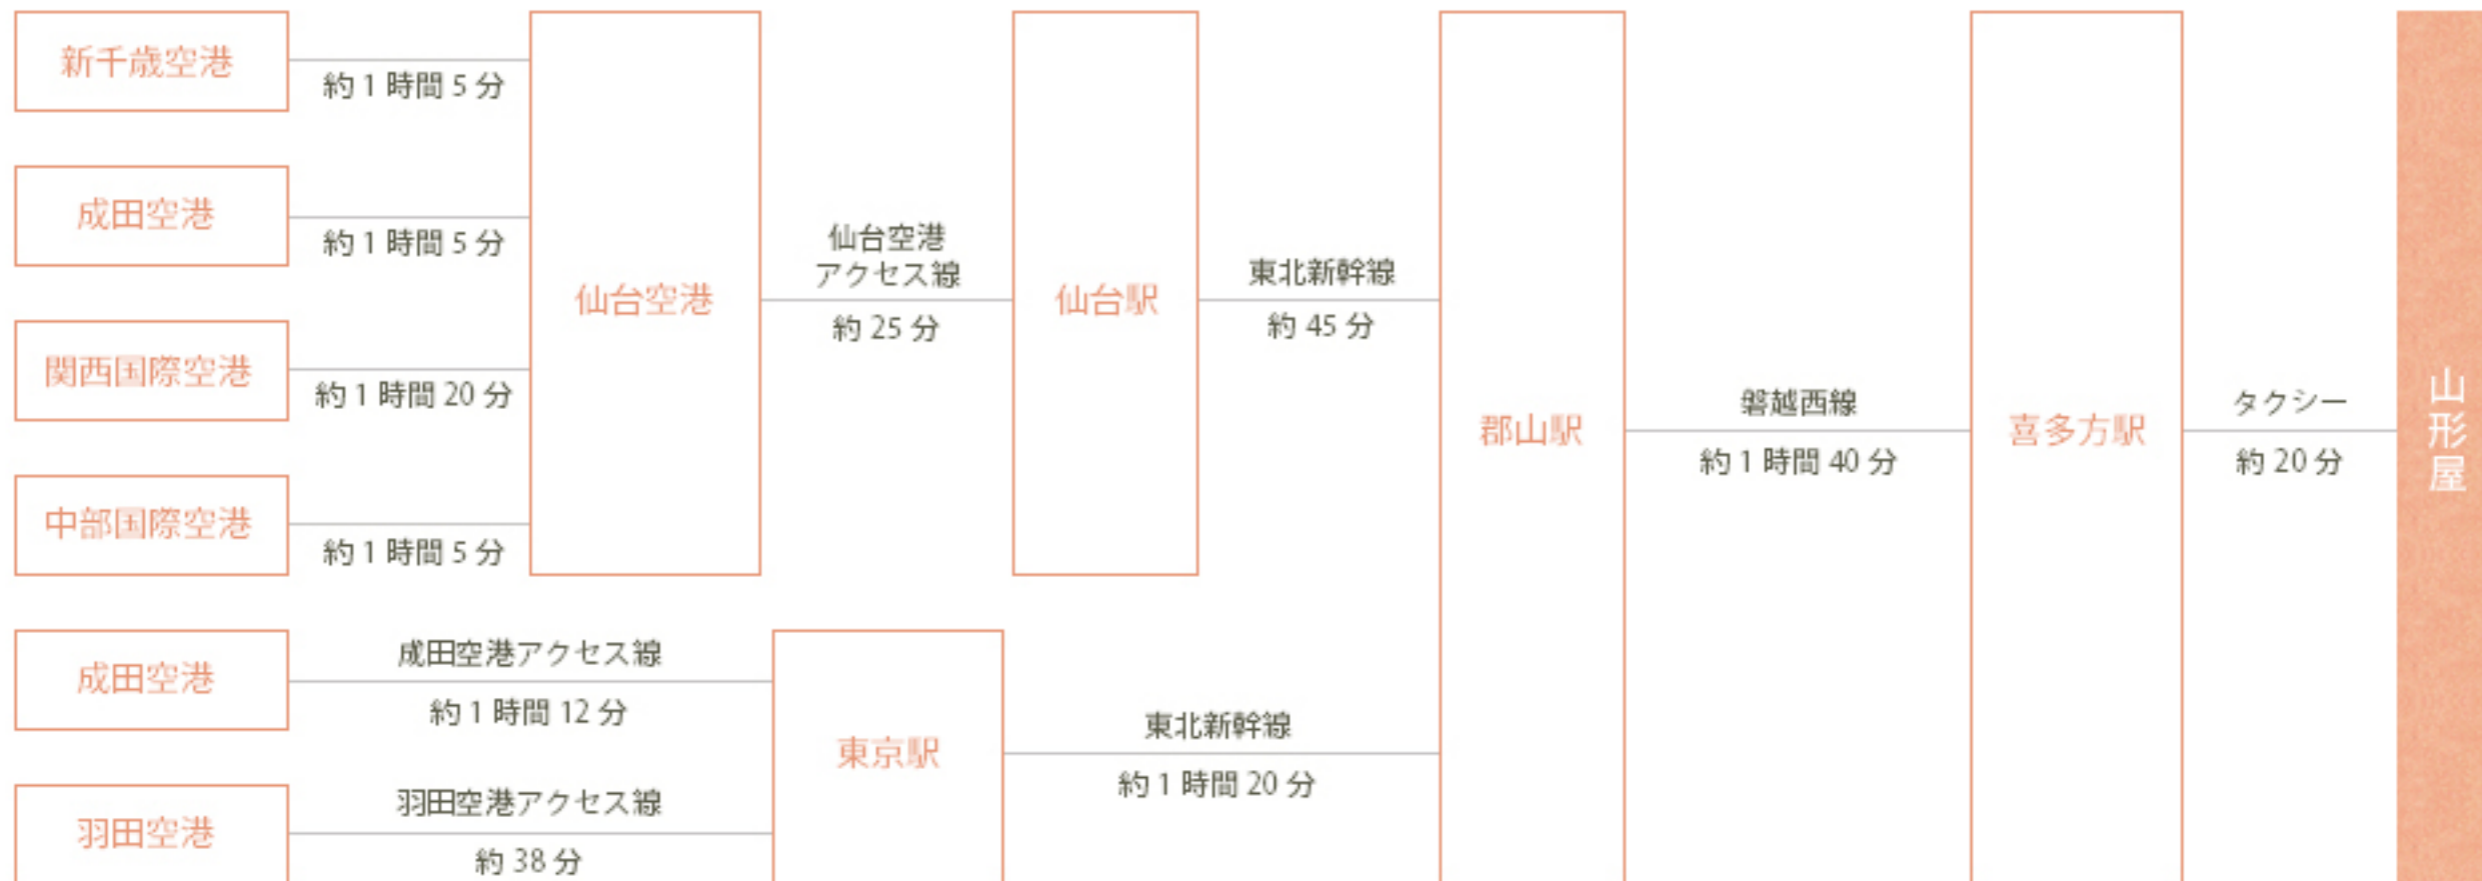 新千歳空港
約1時間5分
成田空港
約1時間5分
関西国際空港
約1時間20分
中部国際空港
約1時間5分
仙台空港
仙台空港
アクセス線
約25分
仙台駅
東北新幹線
約45分
成田空港
成田空港アクセス線
約1時間12分
羽田空港
羽田空港アクセス線
約38分
東京駅
東北新幹線
約1時間20分
郡山駅
磐越西線
約1時間40分
喜多方駅
タクシー
約20分
山形屋